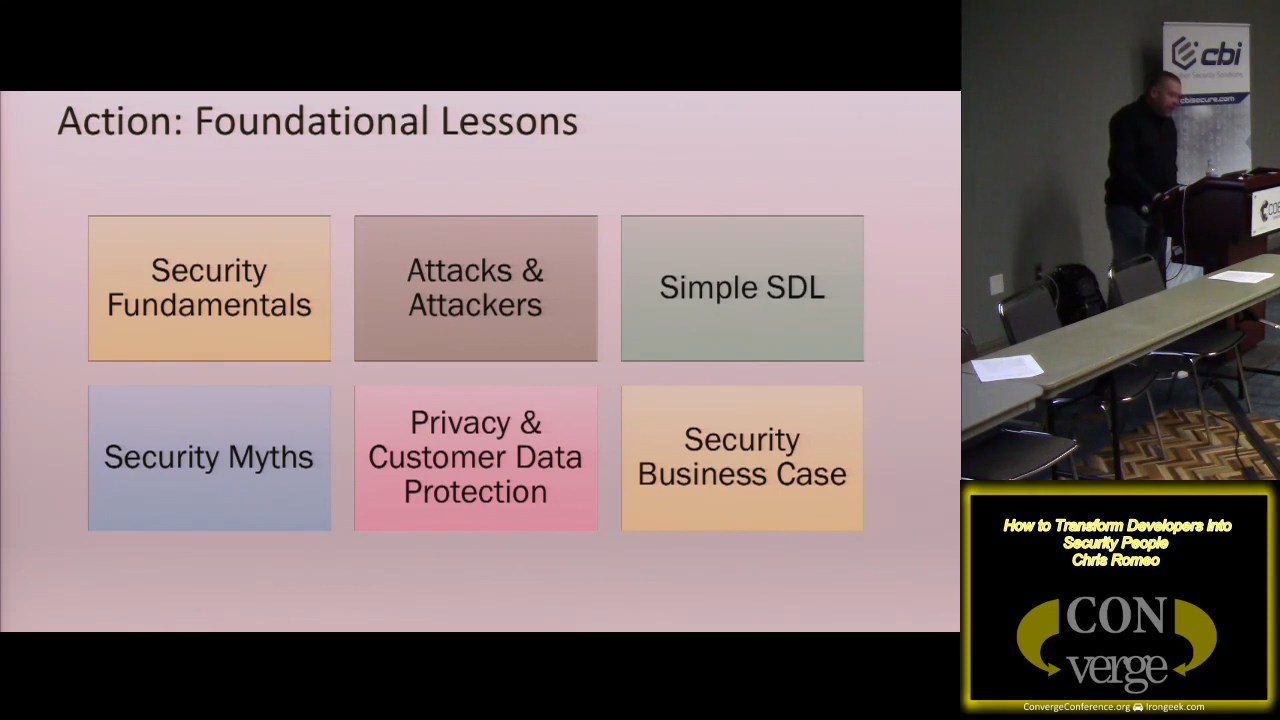 Action: Foundational Lessons
Security
Fundamentals
Attacks &
Attackers
Simple SDL
Security Myths
Privacy &
Customer Data
Protection
Security
Business Case
cbi
cbisecure.com
How to Transform Developers into
Security People
Chris Romeo
CON
verge
ConvergeConference.org Irongeek.com